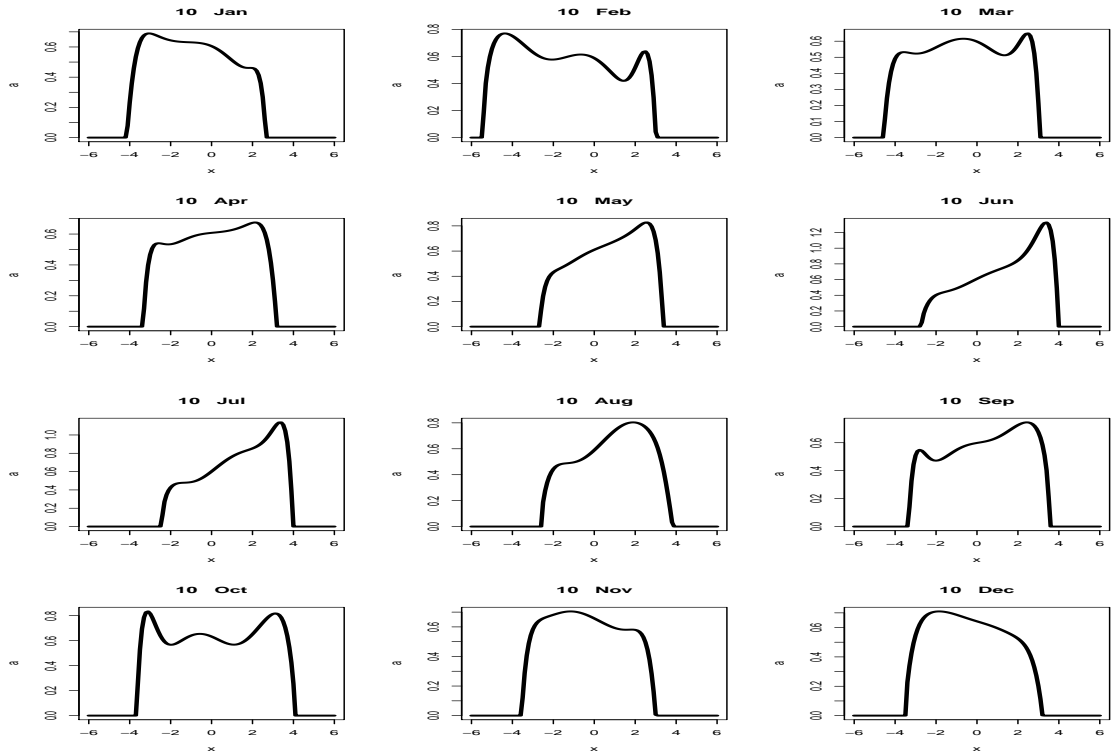 10 Jan
a
0.0 0.2 0.4 0.6
−6 −4 −2 0 2 4 6
x
10 Feb
a
0.0 0.2 0.4 0.6 0.8
−6 −4 −2 0 2 4 6
x
10 Mar
a
0.0 0.1 0.2 0.3 0.4 0.5 0.6
−6 −4 −2 0 2 4 6
x
10 Apr
a
0.0 0.2 0.4 0.6
−6 −4 −2 0 2 4 6
x
10 May
a
0.0 0.2 0.4 0.6 0.8
−6 −4 −2 0 2 4 6
x
10 Jun
a
0.0 0.2 0.4 0.6 0.8 1.0 1.2
−6 −4 −2 0 2 4 6
x
10 Jul
a
0.0 0.2 0.4 0.6 0.8 1.0
−6 −4 −2 0 2 4 6
x
10 Aug
a
0.0 0.2 0.4 0.6 0.8
−6 −4 −2 0 2 4 6
x
10 Sep
a
0.0 0.2 0.4 0.6
−6 −4 −2 0 2 4 6
x
10 Oct
a
0.0 0.2 0.4 0.6 0.8
−6 −4 −2 0 2 4 6
x
10 Nov
a
0.0 0.2 0.4 0.6
−6 −4 −2 0 2 4 6
x
10 Dec
a
0.0 0.2 0.4 0.6
−6 −4 −2 0 2 4 6
x